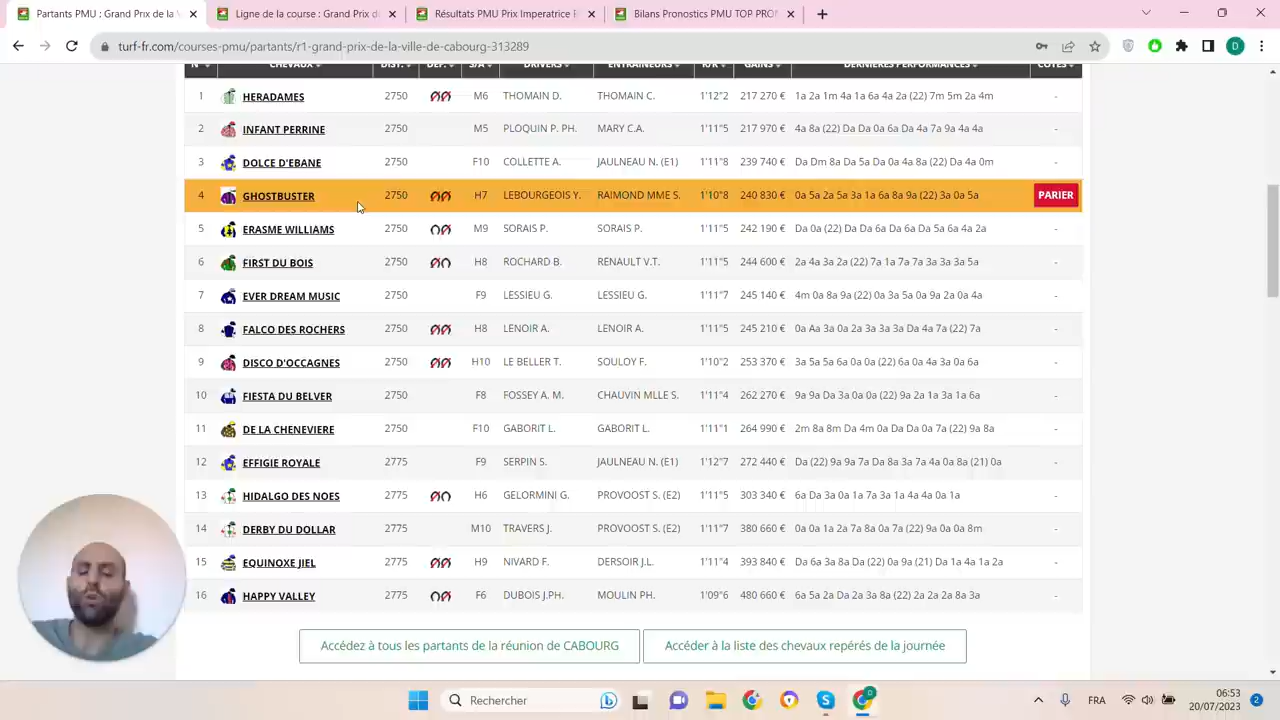 Partants PMU : Grand Prix de la V
Ligne de la course : Grand Prix d
Résultats PMU Prix Imperatrice E
Bilans Pronostics PMU TOP PRON
turf-fr.com/courses-pmu/partants/r1-grand-prix-de-la-ville-de-cabourg-313289
D
N° CHEVAUX DIST. DEF. S/A DRIVERS ENTRAINEURS R/K GAINS DERNIÈRES PERFORMANCES COTES
1 HERADAMES 2750 M6 THOMAIN D. THOMAIN C. 1'12"2 217 270 € 1a 2a 1m 4a 1a 6a 4a 2a (22) 7m 5m 2a 4m -
2 INFANT PERRINE 2750 M5 PLOQUIN P. PH. MARY C.A. 1'11"5 217 970 € 4a 8a (22) Da Da 0a 6a Da 4a 7a 9a 4a 4a -
3 DOLCE D'EBANE 2750 F10 COLLETTE A. JAULNEAU N. (E1) 1'11"8 239 740 € Da Dm 8a Da 5a Da 0a 4a 8a (22) Da 4a 0m -
4 GHOSTBUSTER 2750 H7 LEBOURGEOIS Y. RAIMOND MME S. 1'10"8 240 830 € 0a 5a 2a 5a 3a 1a 6a 8a 9a (22) 3a 0a 5a PARIER
5 ERASME WILLIAMS 2750 M9 SORAIS P. SORAIS P. 1'11"5 242 190 € Da 0a (22) Da Da 6a Da 6a Da 5a 6a 4a 2a -
6 FIRST DU BOIS 2750 H8 ROCHARD B. RENAULT V.T. 1'11"5 244 600 € 2a 4a 3a 2a (22) 7a 1a 7a 7a 3a 3a 3a 5a -
7 EVER DREAM MUSIC 2750 F9 LESSIEU G. LESSIEU G. 1'11"7 245 140 € 4m 0a 8a 9a (22) 0a 3a 5a 0a 9a 2a 0a 4a -
8 FALCO DES ROCHERS 2750 H8 LENOIR A. LENOIR A. 1'11"5 245 210 € 0a Aa 3a 0a 2a 3a 3a 3a Da 4a 7a (22) 7a -
9 DISCO D'OCCAGNES 2750 H10 LE BELLER T. SOULOY F. 1'10"2 253 370 € 3a 5a 5a 6a 0a 0a (22) 6a 0a 4a 3a 0a 6a -
10 FIESTA DU BELVER 2750 F8 FOSSEY A. M. CHAUVIN MLLE S. 1'11"4 262 270 € 9a 9a Da 3a 0a 0a (22) 9a 2a 1a 3a 1a 6a -
11 DE LA CHENEVIERE 2750 F10 GABORIT L. GABORIT L. 1'11"1 264 990 € 2m 8a 8m Da 4m 0a Da Da 0a 7a (22) 9a 8a -
12 EFFIGIE ROYALE 2775 F9 SERPIN S. JAULNEAU N. (E1) 1'12"7 272 440 € Da (22) 9a 9a 7a Da 8a 3a 7a 4a 0a 8a (21) 0a -
13 HIDALGO DES NOES 2775 H6 GELORMINI G. PROVOOST S. (E2) 1'11"5 303 340 € 6a Da 3a 0a 1a 7a 3a 1a 4a 4a 0a 1a -
14 DERBY DU DOLLAR 2775 M10 TRAVERS J. PROVOOST S. (E2) 1'11"7 380 660 € 0a 0a 1a 2a 7a 8a 0a 7a (22) 9a 0a 0a 8m -
15 EQUINOXE JIEL 2775 H9 NIVARD F. DERSOIR J.L. 1'11"4 393 840 € Da 6a 3a 8a Da (22) 0a 9a (21) Da 1a 4a 1a 2a -
16 HAPPY VALLEY 2775 F6 DUBOIS J.PH. MOULIN PH. 1'09"6 480 660 € 6a 5a 2a Da 2a 3a 8a (22) 2a 2a 2a 8a 3a -
Accédez à tous les partants de la réunion de CABOURG
Accéder à la liste des chevaux repérés de la journée
Rechercher
D
FRA
06:53
20/07/2023
2